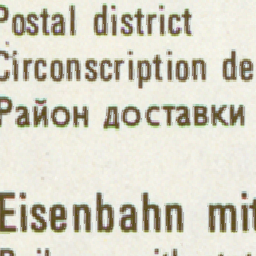 Postal district
Circonscription de
Район доставки
Eisenbahn mit